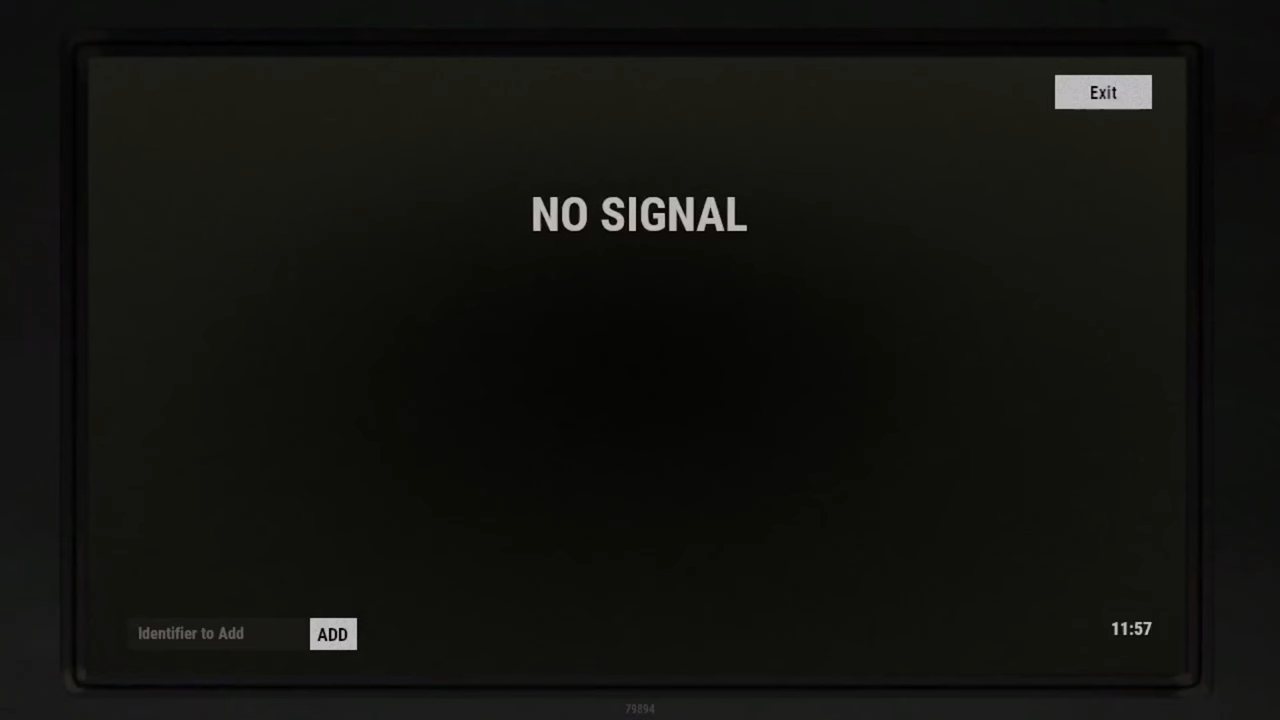 Exit
NO SIGNAL
Identifier to Add
ADD
11:57
79894